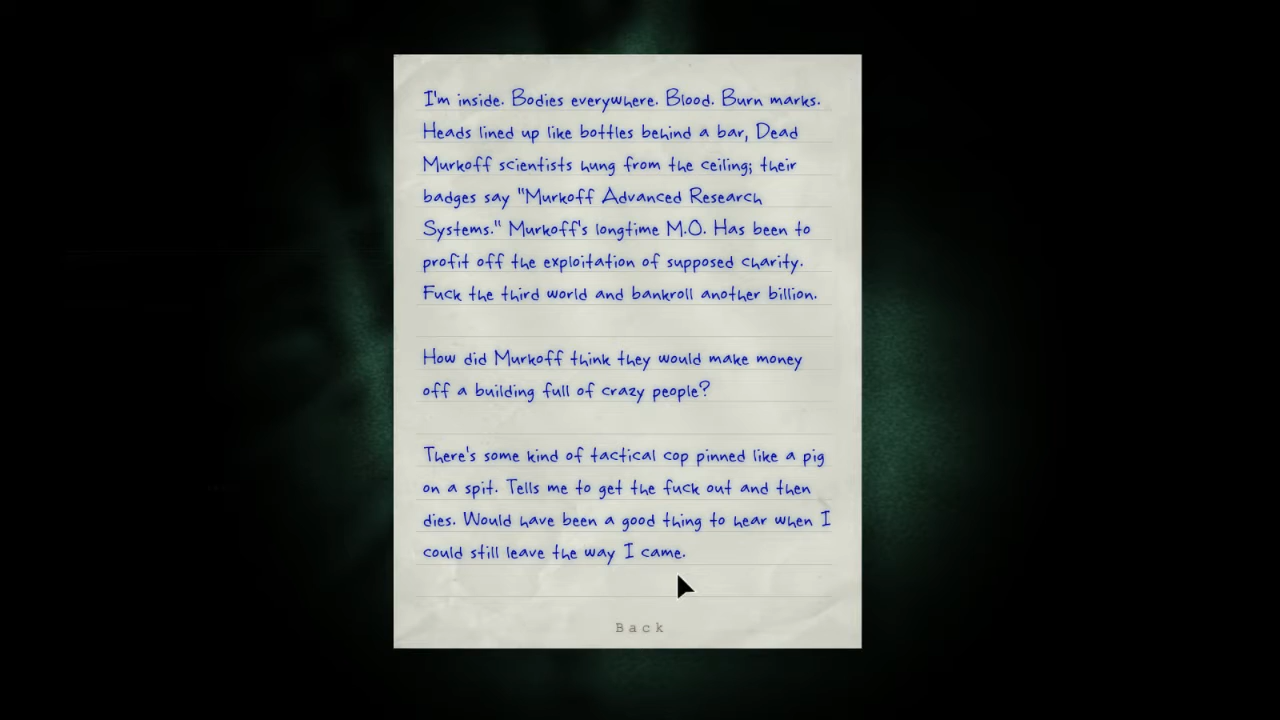 I'm inside. Bodies everywhere. Blood. Burn marks.
Heads lined up like bottles behind a bar, Dead
Murkoff scientists hung from the ceiling; their
badges say "Murkoff Advanced Research
Systems." Murkoff's longtime M.O. Has been to
profit off the exploitation of supposed charity.
Fuck the third world and bankroll another billion.
How did Murkoff think they would make money
off a building full of crazy people?
There's some kind of tactical cop pinned like a pig
on a spit. Tells me to get the fuck out and then
dies. Would have been a good thing to hear when I
could still leave the way I came.
Back